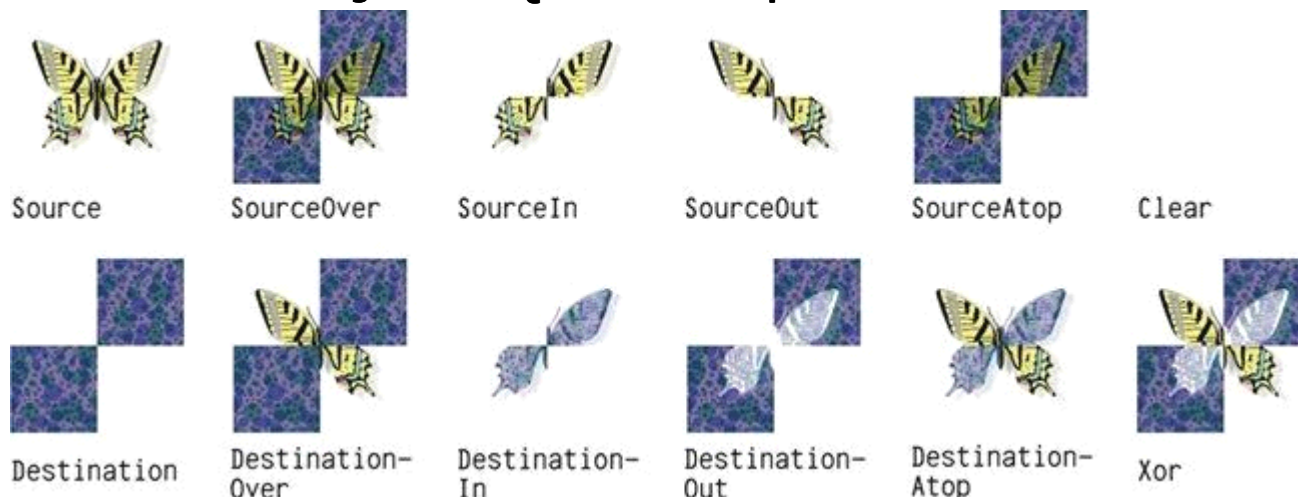 Source
SourceOver
SourceIn
SourceOut
SourceAtop
Clear
Destination
Destination-
Over
Destination-
In
Destination-
Out
Destination-
Atop
Xor